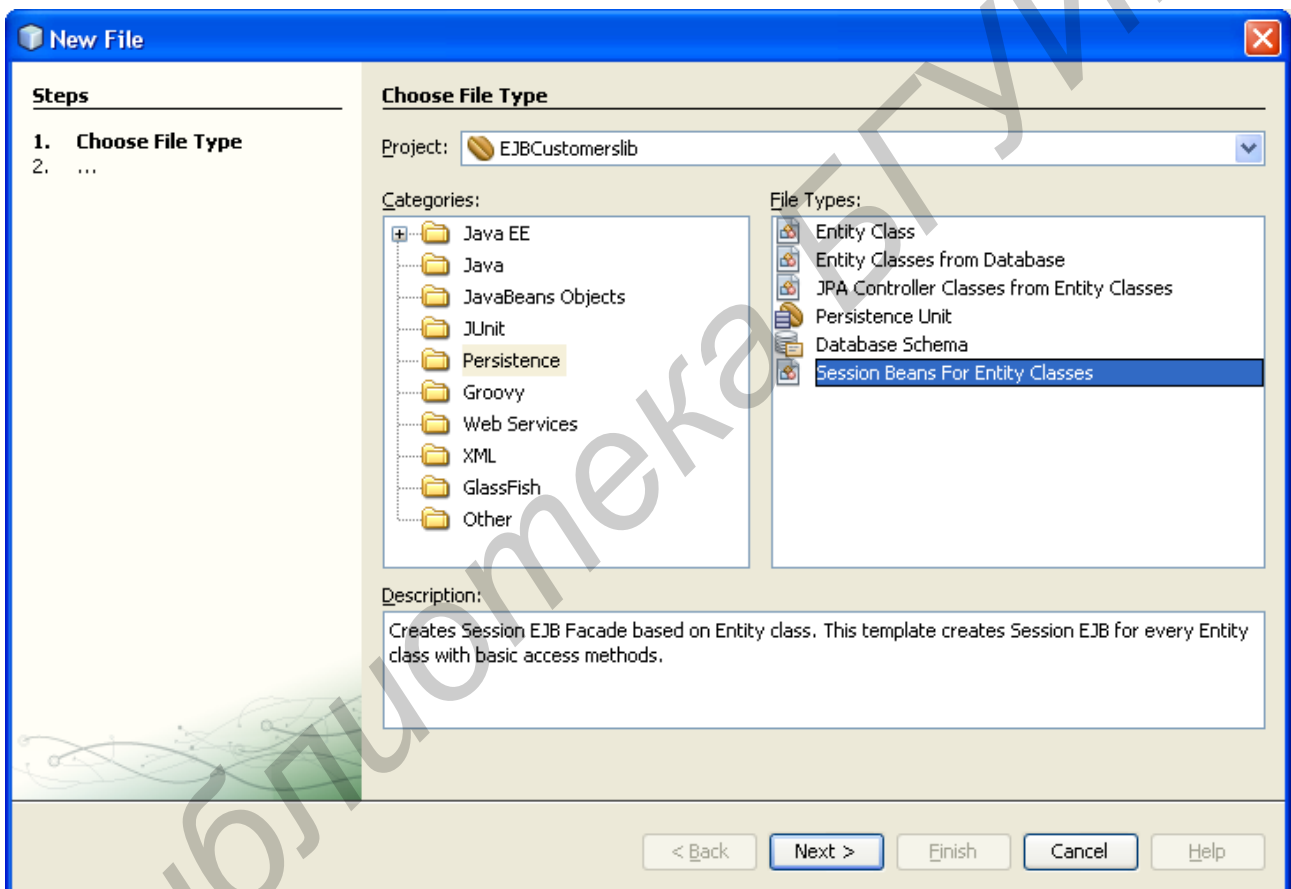 New File
Steps
1. Choose File Type
2. ...
Choose File Type
Project: EJBCustomerslib
Categories:
Java EE
Java
JavaBeans Objects
JUnit
Persistence
Groovy
Web Services
XML
GlassFish
Other
File Types:
Entity Class
Entity Classes from Database
JPA Controller Classes from Entity Classes
Persistence Unit
Database Schema
Session Beans For Entity Classes
Description:
Creates Session EJB Facade based on Entity class. This template creates Session EJB for every Entity
class with basic access methods.
< Back Next > Finish Cancel Help